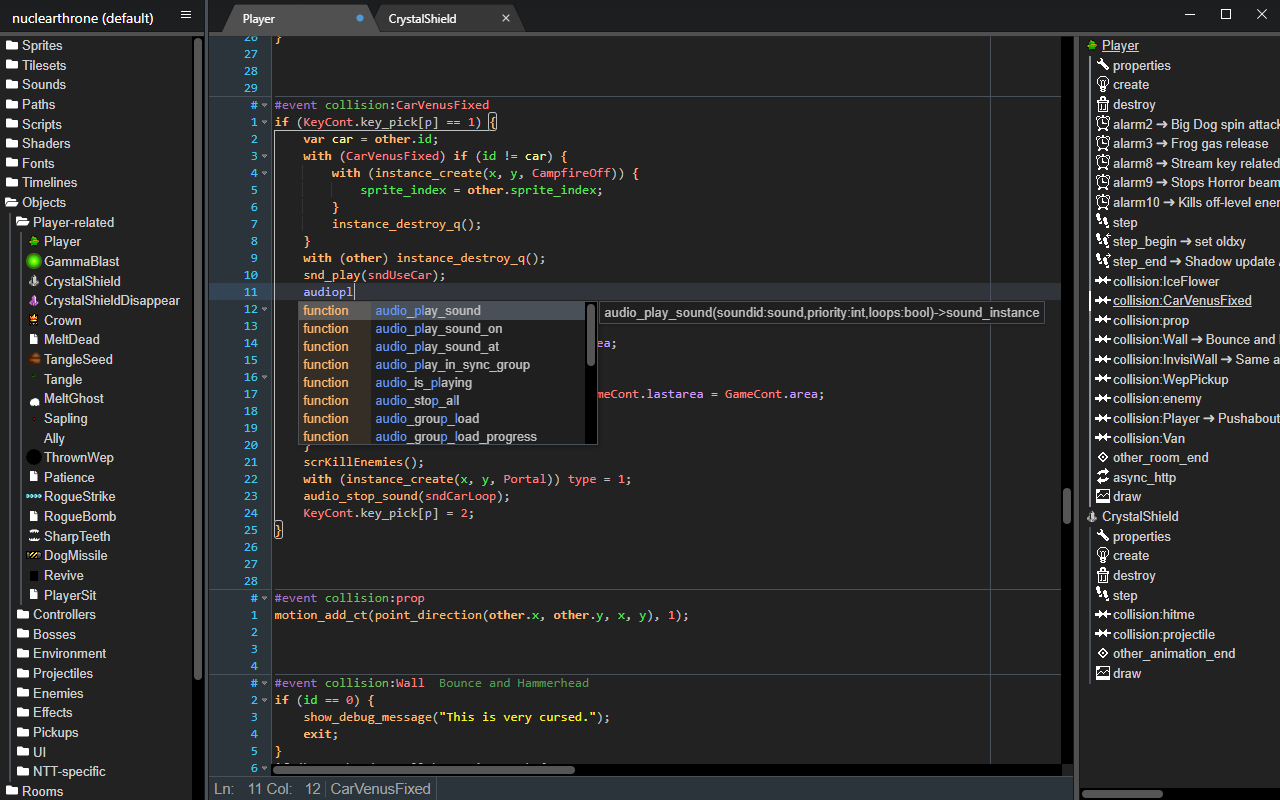 nuclearthrone (default)
Player
CrystalShield
Sprites
Tilesets
Sounds
Paths
Scripts
Shaders
Fonts
Timelines
Objects
Player-related
Player
GammaBlast
CrystalShield
CrystalShieldDisappear
Crown
MeltDead
TangleSeed
Tangle
MeltGhost
Sapling
Ally
ThrownWep
Patience
RogueStrike
RogueBomb
SharpTeeth
DogMissile
Revive
PlayerSit
Controllers
Bosses
Environment
Projectiles
Enemies
Effects
Pickups
UI
NTT-specific
Rooms
26 }
27
28
29
# #event collision:CarVenusFixed
1 if (KeyCont.key_pick[p] == 1) {
2 var car = other.id;
3 with (CarVenusFixed) if (id != car) {
4 with (instance_create(x, y, CampfireOff)) {
5 sprite_index = other.sprite_index;
6 }
7 instance_destroy_q();
8 }
9 with (other) instance_destroy_q();
10 snd_play(sndUseCar);
11 audiopl
12
13
14 ea;
15
16
17 meCont.lastarea = GameCont.area;
18
19
20 }
21 scrKillEnemies();
22 with (instance_create(x, y, Portal)) type = 1;
23 audio_stop_sound(sndCarLoop);
24 KeyCont.key_pick[p] = 2;
25 }
26
27
28
function audio_play_sound
function audio_play_sound_on
function audio_play_sound_at
function audio_play_in_sync_group
function audio_is_playing
function audio_stop_all
function audio_group_load
function audio_group_load_progress
audio_play_sound(soundid:sound,priority:int,loops:bool)->sound_instance
# #event collision:prop
1 motion_add_ct(point_direction(other.x, other.y, x, y), 1);
2
3
4
# #event collision:Wall Bounce and Hammerhead
2 if (id == 0) {
3 show_debug_message("This is very cursed.");
4 exit;
5 }
6
Ln: 11 Col: 12 CarVenusFixed
Player
properties
create
destroy
alarm2 → Big Dog spin attack
alarm3 → Frog gas release
alarm8 → Stream key related
alarm9 → Stops Horror beam
alarm10 → Kills off-level ener
step
step_begin → set oldxy
step_end → Shadow update /
collision:IceFlower
collision:CarVenusFixed
collision:prop
collision:Wall → Bounce and
collision:InvisiWall → Same a
collision:WepPickup
collision:enemy
collision:Player → Pushabout
collision:Van
other_room_end
async_http
draw
CrystalShield
properties
create
destroy
step
collision:hitme
collision:projectile
other_animation_end
draw